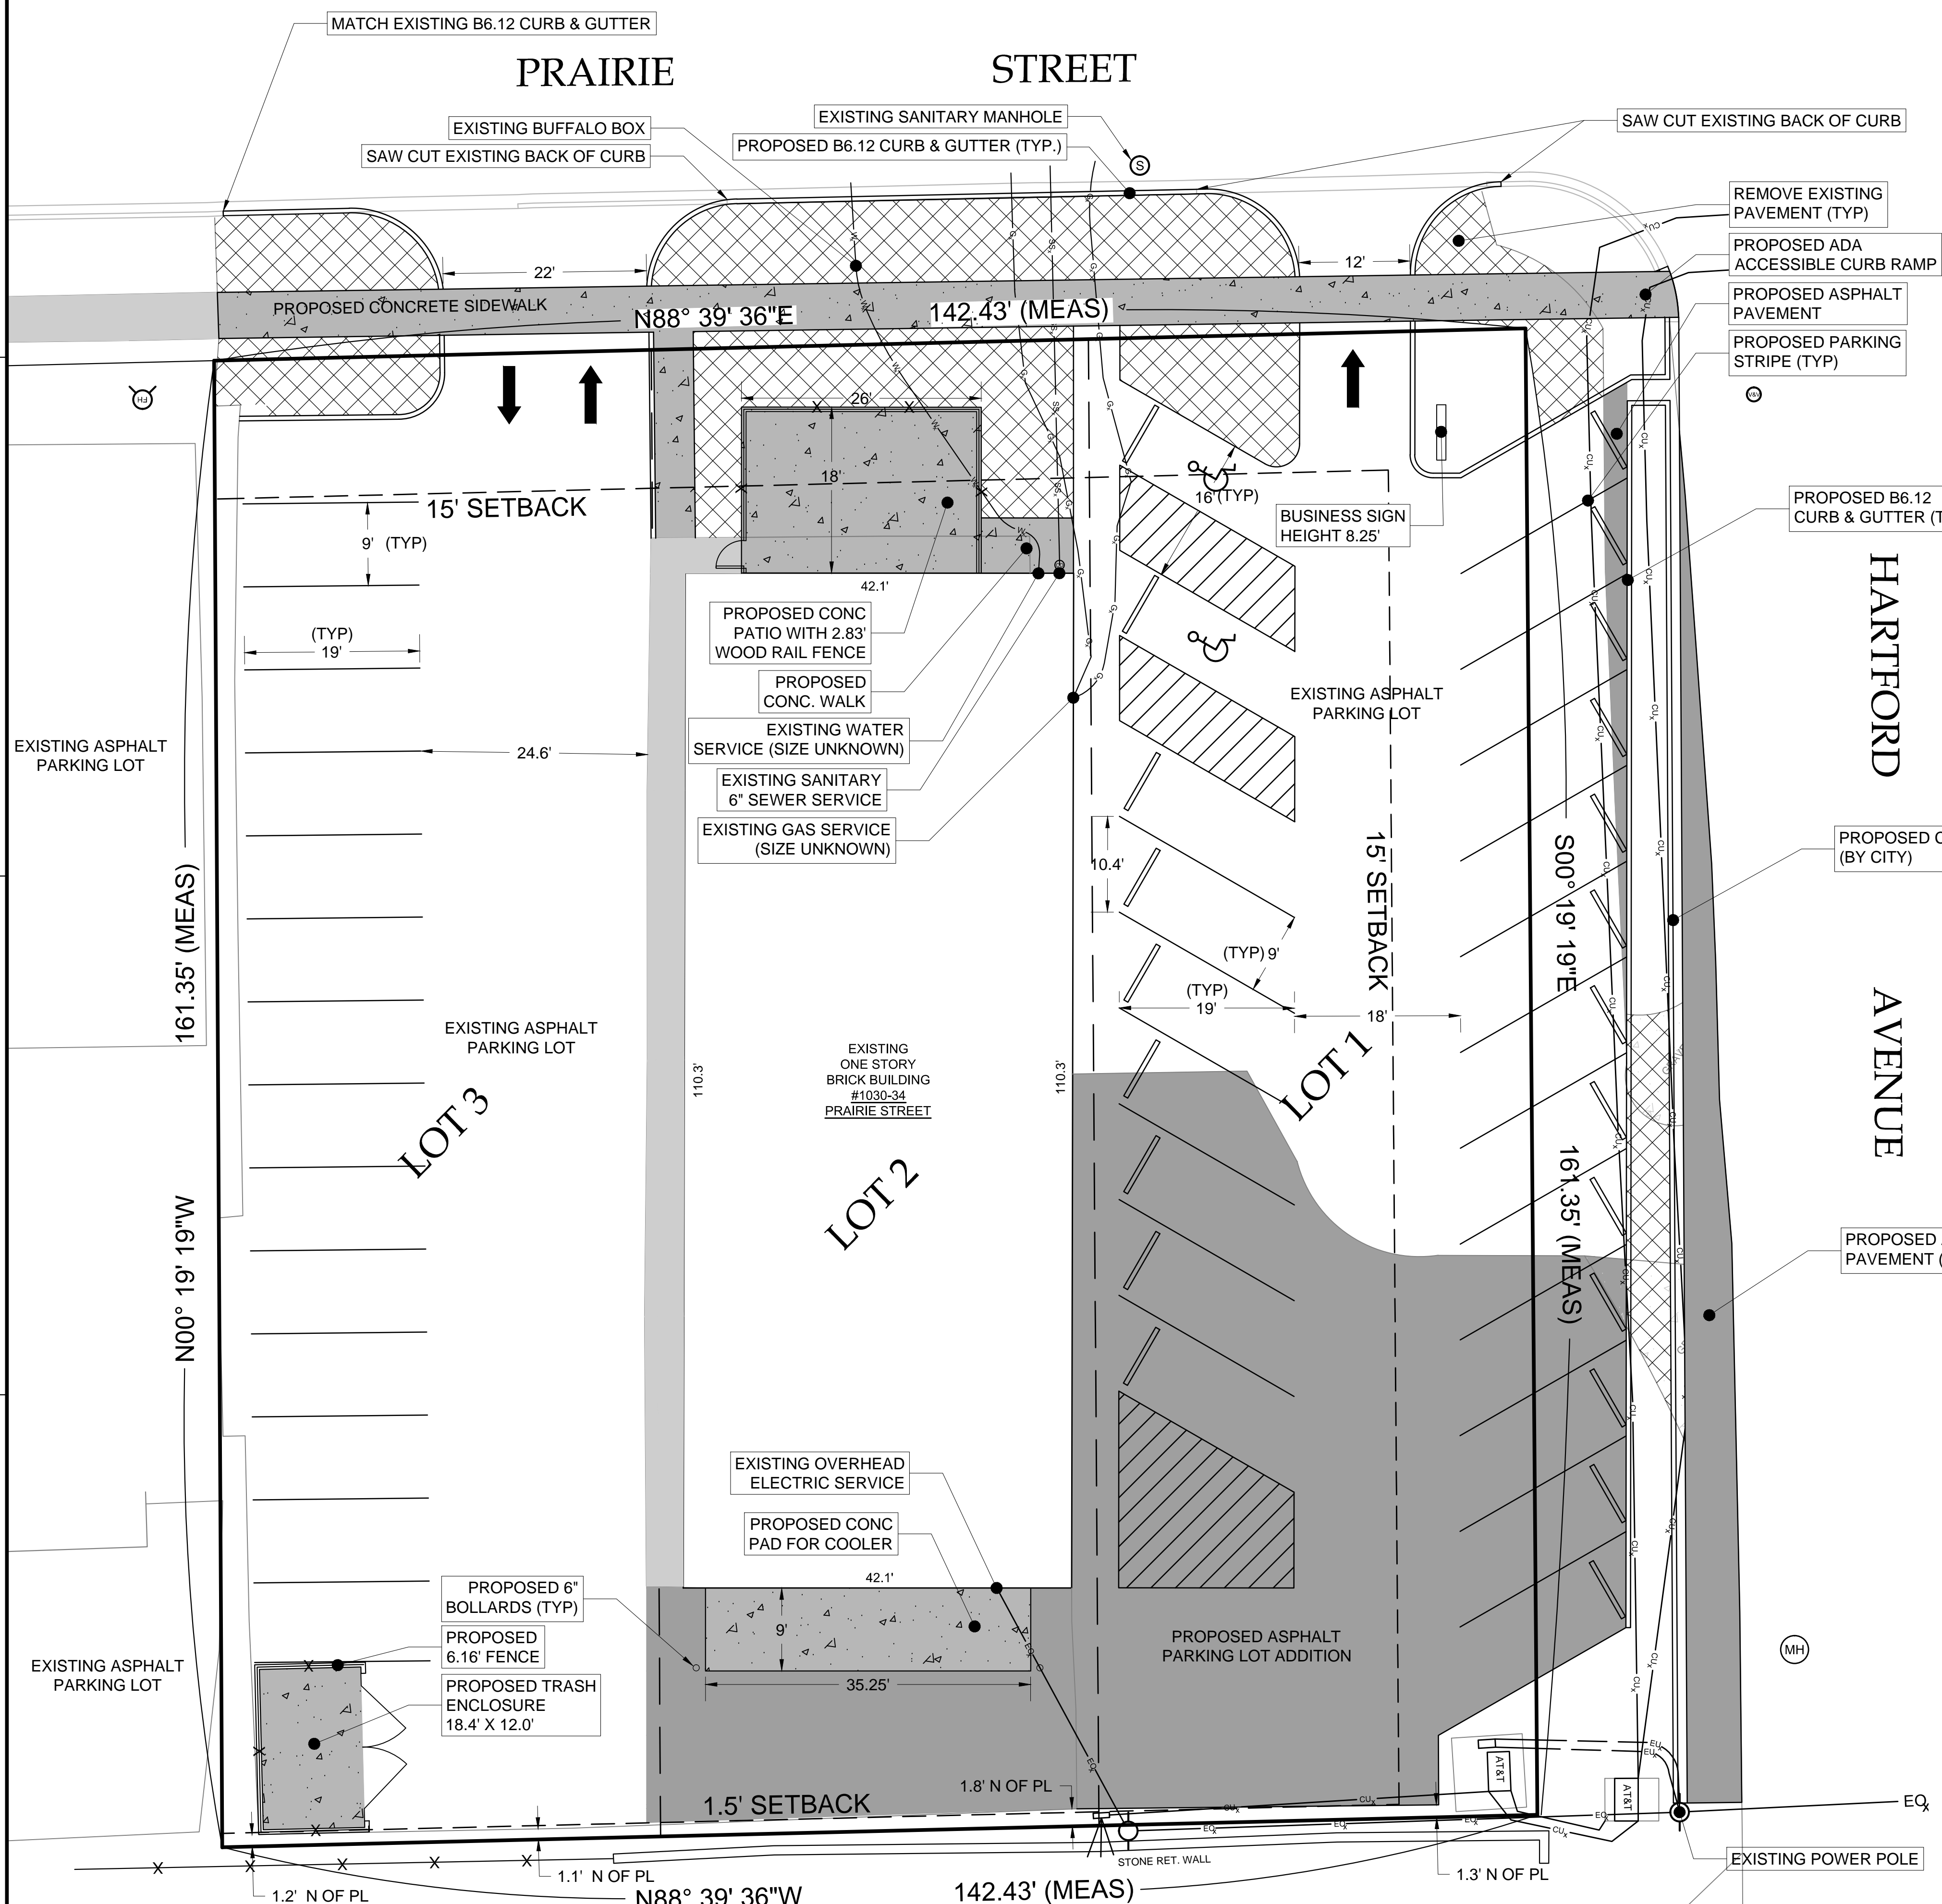 MATCH EXISTING B6.12 CURB & GUTTER
PRAIRIE STREET
EXISTING BUFFALO BOX
SAW CUT EXISTING BACK OF CURB
EXISTING SANITARY MANHOLE
PROPOSED B6.12 CURB & GUTTER (TYP.)
S
SAW CUT EXISTING BACK OF CURB
REMOVE EXISTING
PAVEMENT (TYP)
PROPOSED ADA
ACCESSIBLE CURB RAMP
PROPOSED ASPHALT
PAVEMENT
PROPOSED PARKING
STRIPE (TYP)
22'
12'
PROPOSED CONCRETE SIDEWALK
N88° 39' 36"E
142.43' (MEAS)
FH
V&V
26'
18'
15' SETBACK
9' (TYP)
(TYP)
19'
16' (TYP)
BUSINESS SIGN
HEIGHT 8.25'
PROPOSED B6.12
CURB & GUTTER (T
HARTFORD
AVENUE
42.1'
PROPOSED CONC
PATIO WITH 2.83'
WOOD RAIL FENCE
PROPOSED
CONC. WALK
EXISTING WATER
SERVICE (SIZE UNKNOWN)
EXISTING SANITARY
6" SEWER SERVICE
EXISTING GAS SERVICE
(SIZE UNKNOWN)
EXISTING ASPHALT
PARKING LOT
EXISTING ASPHALT
PARKING LOT
24.6'
161.35' (MEAS)
N00° 19' 19"W
10.4'
15' SETBACK
S00° 19' 19"E
161.35' (MEAS)
PROPOSED C
(BY CITY)
(TYP) 9'
(TYP)
19'
18'
EXISTING ASPHALT
PARKING LOT
110.3'
EXISTING
ONE STORY
BRICK BUILDING
#1030-34
PRAIRIE STREET
110.3'
LOT 3
LOT 2
LOT 1
PROPOSED
PAVEMENT (
EXISTING OVERHEAD
ELECTRIC SERVICE
PROPOSED CONC
PAD FOR COOLER
42.1'
9'
35.25'
PROPOSED 6"
BOLLARDS (TYP)
PROPOSED
6.16' FENCE
PROPOSED TRASH
ENCLOSURE
18.4' X 12.0'
EXISTING ASPHALT
PARKING LOT
PROPOSED ASPHALT
PARKING LOT ADDITION
MH
AT&T
AT&T
1.5' SETBACK
1.8' N OF PL
1.1' N OF PL
1.2' N OF PL
1.3' N OF PL
STONE RET. WALL
EXISTING POWER POLE
N88° 39' 36"W
142.43' (MEAS)